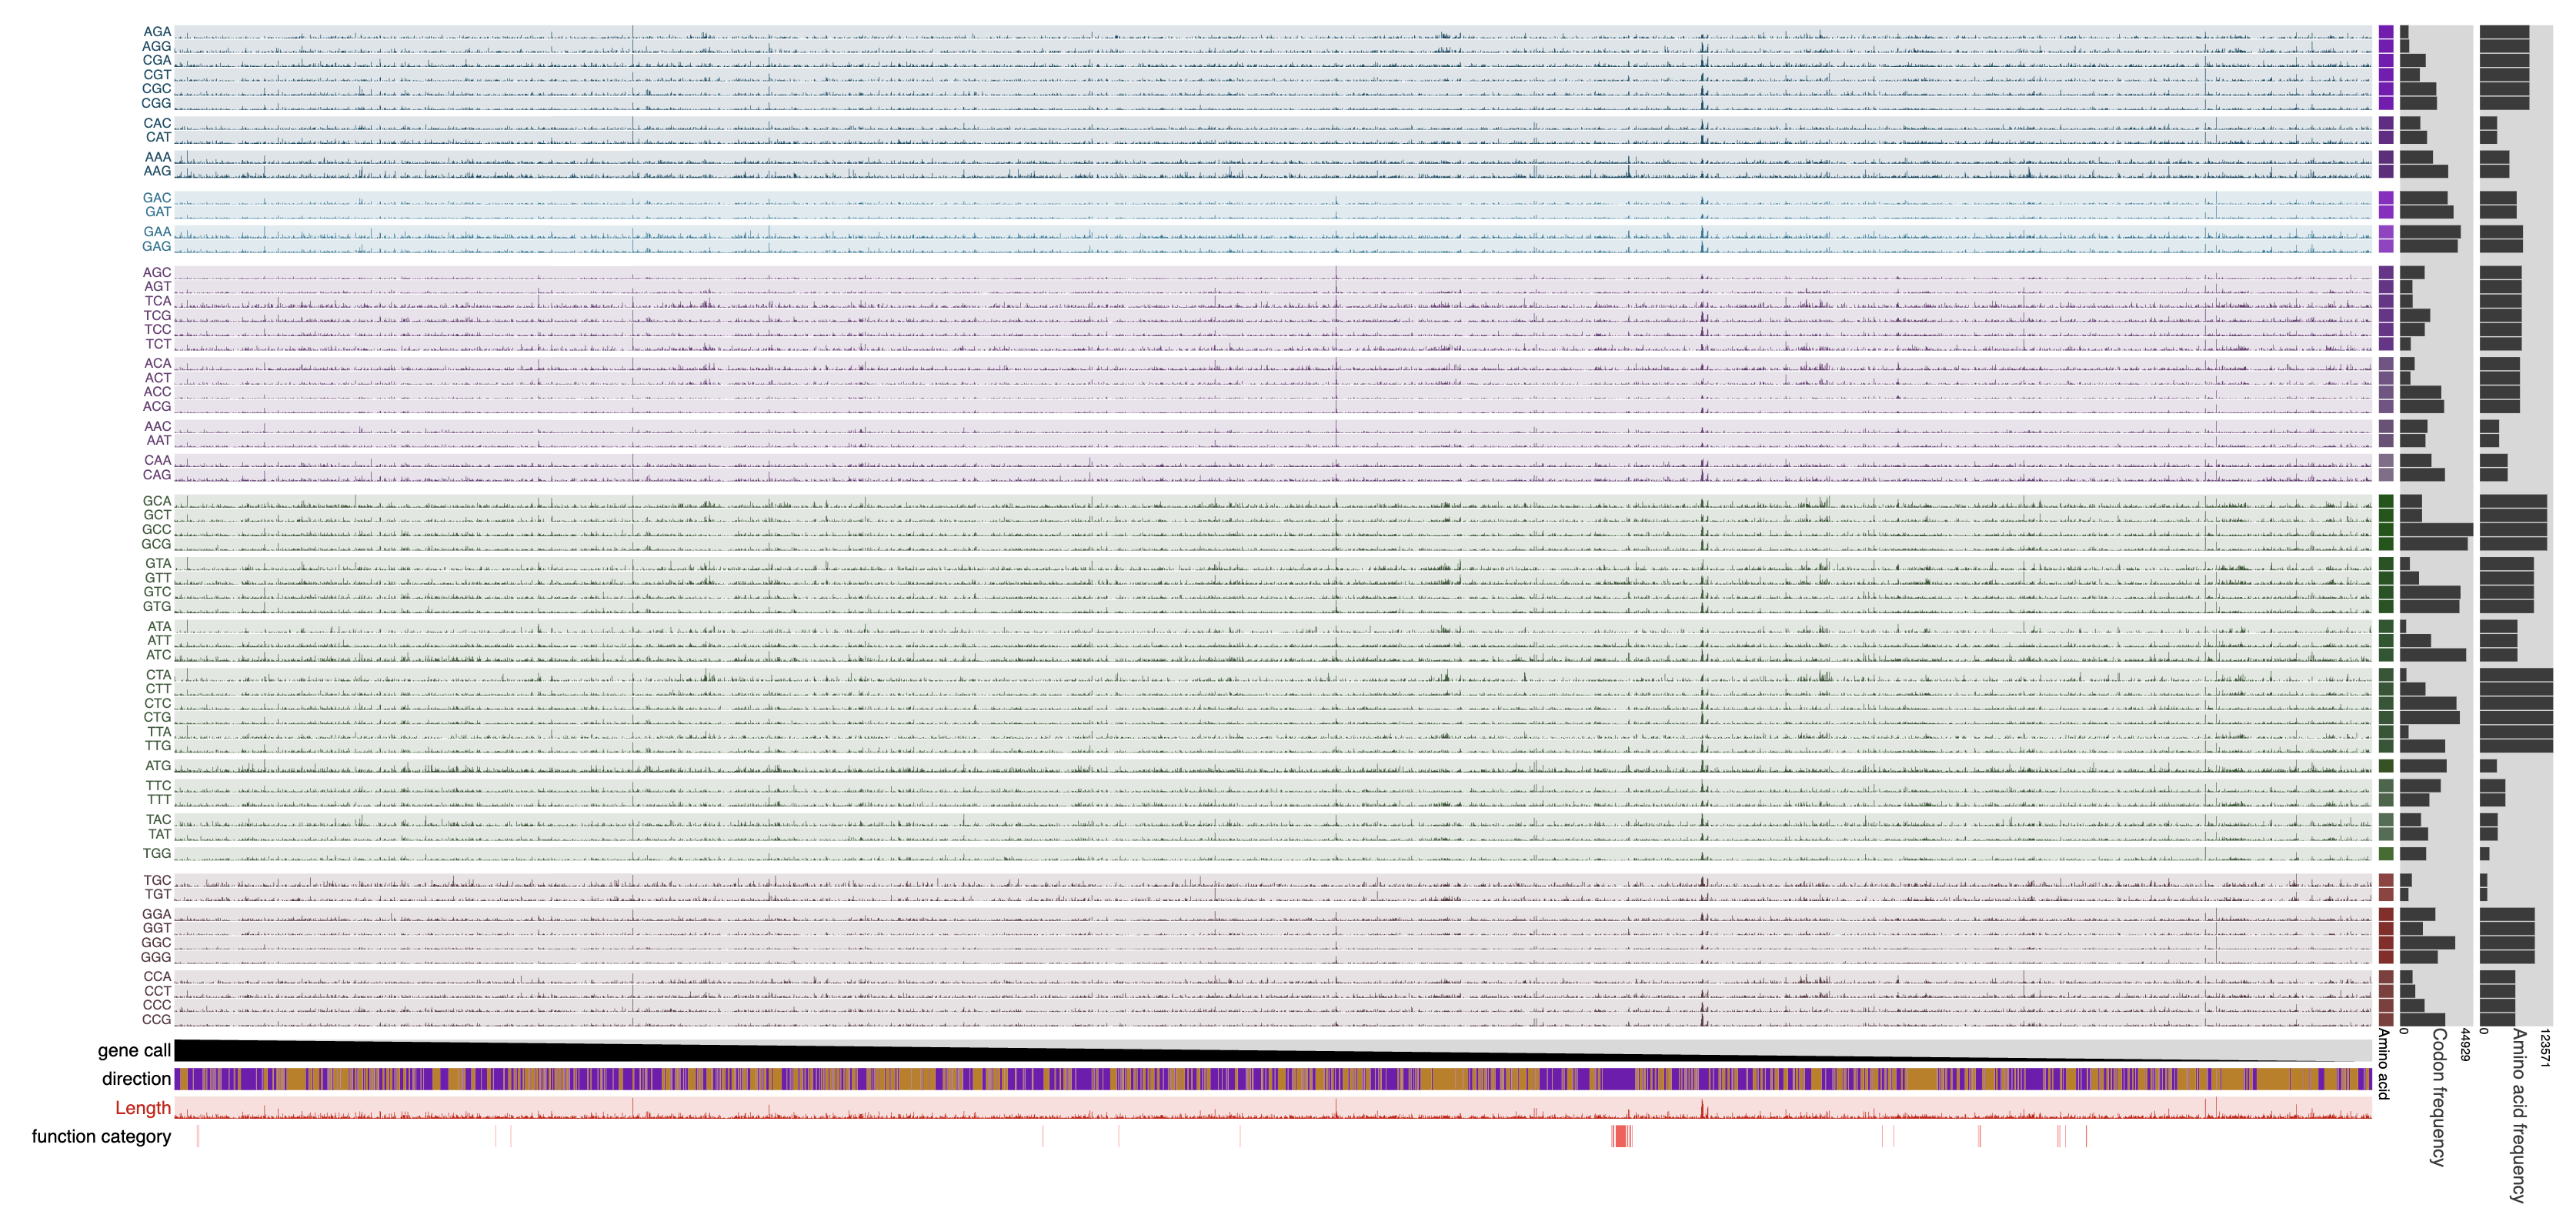 AGA
AGG
CGA
CGT
CGC
CGG
CAC
CAT
AAA
AAG
GAC
GAT
GAA
GAG
AGC
AGT
TCA
TCG
TCC
TCT
ACA
ACT
ACC
ACG
AAC
AAT
CAA
CAG
GCA
GCT
GCC
GCG
GTA
GTT
GTC
GTG
ATA
ATT
ATC
CTA
CTT
CTC
CTG
TTA
TTG
ATG
TTC
TTT
TAC
TAT
TGG
TGC
TGT
GGA
GGT
GGC
GGG
CCA
CCT
CCC
CCG
gene call
direction
Length
function category
Amino acid
0
Codon frequency
44929
0
Amino acid frequency
123571